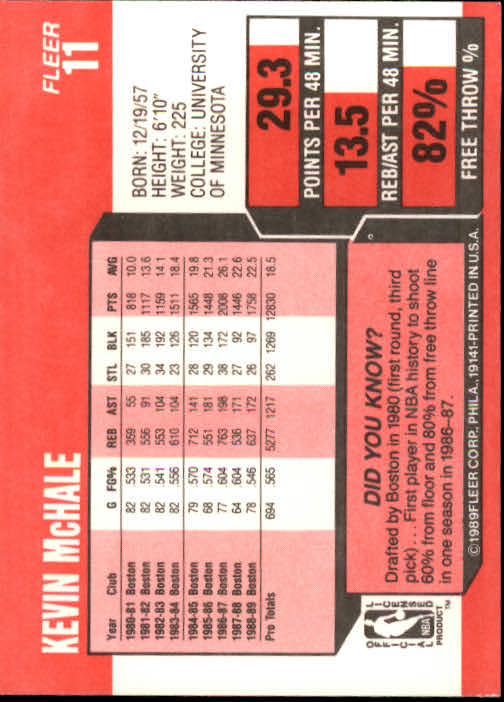 KEVIN McHALE
FLEER
11
BORN: 12/19/57
HEIGHT: 6'10"
WEIGHT: 225
COLLEGE: UNIVERSITY
OF MINNESOTA
Year Club G FG% REB AST STL BLK PTS AVG
1980-81 Boston 82 533 359 55 27 151 818 10.0
1981-82 Boston 82 531 556 91 30 185 1117 13.6
1982-83 Boston 82 541 553 104 34 192 1159 14.1
1983-84 Boston 82 556 610 104 23 126 1511 18.4
1984-85 Boston 79 570 712 141 28 120 1565 19.8
1985-86 Boston 68 574 551 181 29 134 1448 21.3
1986-87 Boston 77 604 763 198 38 172 2008 26.1
1987-88 Boston 64 604 536 171 27 92 1446 22.6
1988-89 Boston 78 546 637 172 26 97 1758 22.5
Pro Totals 694 565 5277 1217 262 1269 12830 18.5
29.3
POINTS PER 48 MIN.
13.5
REB/AST PER 48 MIN.
82%
FREE THROW %
DID YOU KNOW?
Drafted by Boston in 1980 (first round, third
pick) . . . First player in NBA history to shoot
60% from floor and 80% from free throw line
in one season in 1986-87.
OFFICIAL LICENSED
NBA
PRODUCT ™
©1989 FLEER CORP., PHILA., 19141-PRINTED IN U.S.A.